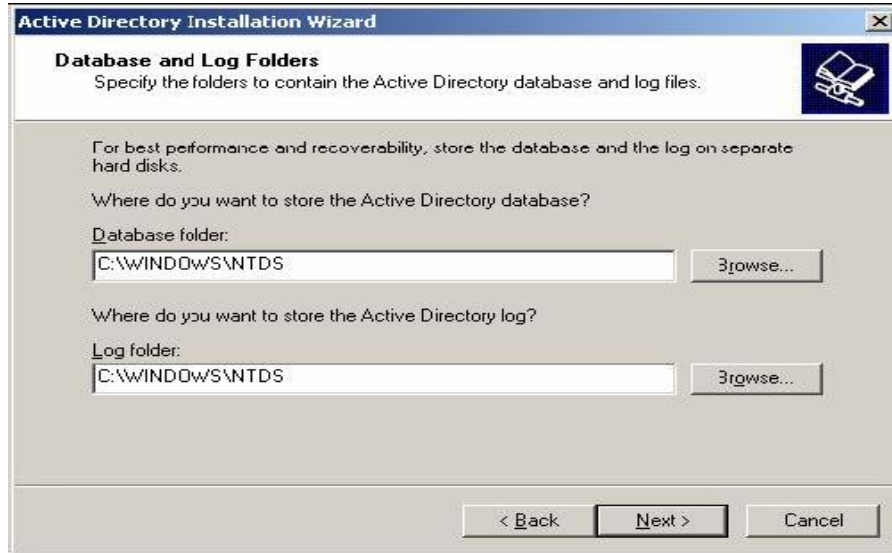 Active Directory Installation Wizard
Database and Log Folders
Specify the folders to contain the Active Directory database and log files.
For best performance and recoverability, store the database and the log on separate
hard disks.
Where do you want to store the Active Directory database?
Database folder:
C:\WINDOWS\NTDS
Browse...
Where do you want to store the Active Directory log?
Log folder:
C:\WINDOWS\NTDS
Browse...
< Back
Next >
Cancel